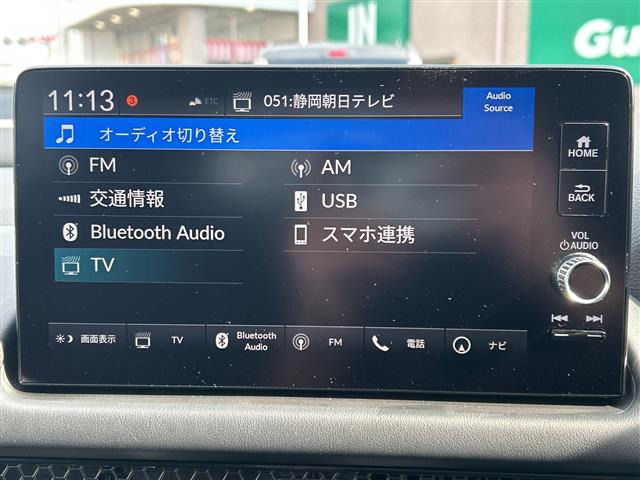 IN
Gu
11:13
3
ETC
051:静岡朝日テレビ
Audio
Source
オーディオ切り替え
FM
AM
交通情報
USB
Bluetooth Audio
スマホ連携
TV
HOME
BACK
VOL
AUDIO
画面表示
TV
Bluetooth
Audio
FM
電話
ナビ